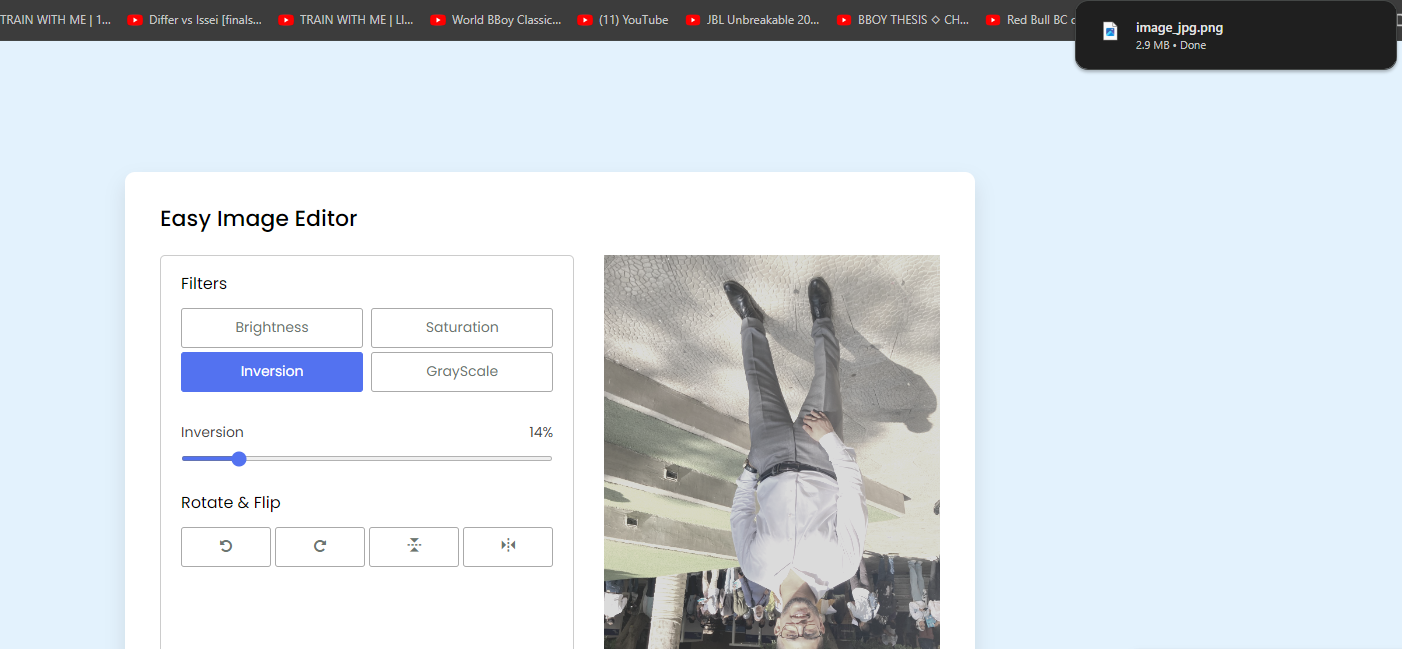 TRAIN WITH ME | 1... Differ vs Issei [finals... TRAIN WITH ME | LI... World BBoy Classic... (11) YouTube JBL Unbreakable 20... BBOY THESIS ◇ CH... Red Bull BC
image_jpg.png
2.9 MB • Done
Easy Image Editor
Filters
Brightness Saturation
Inversion GrayScale
Inversion 14%
Rotate & Flip